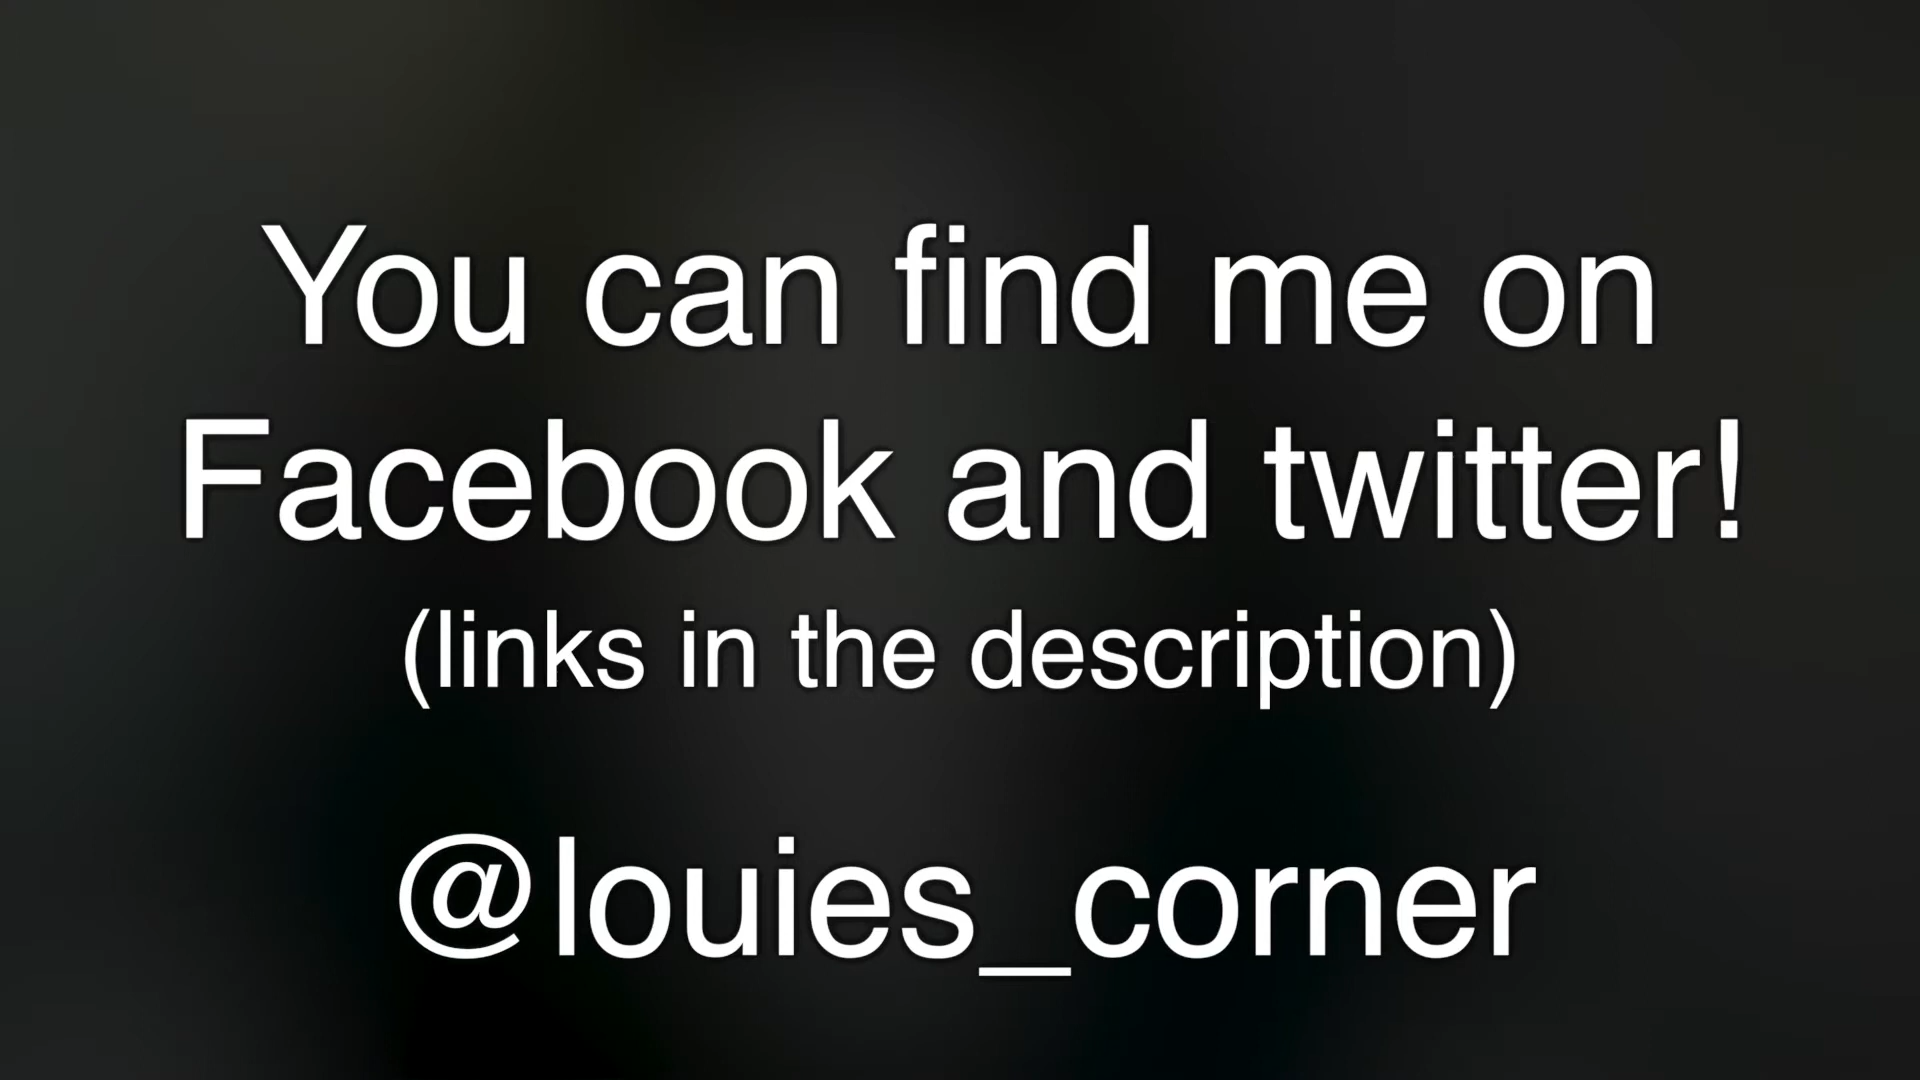 You can find me on
Facebook and twitter!
(links in the description)
@louies_corner